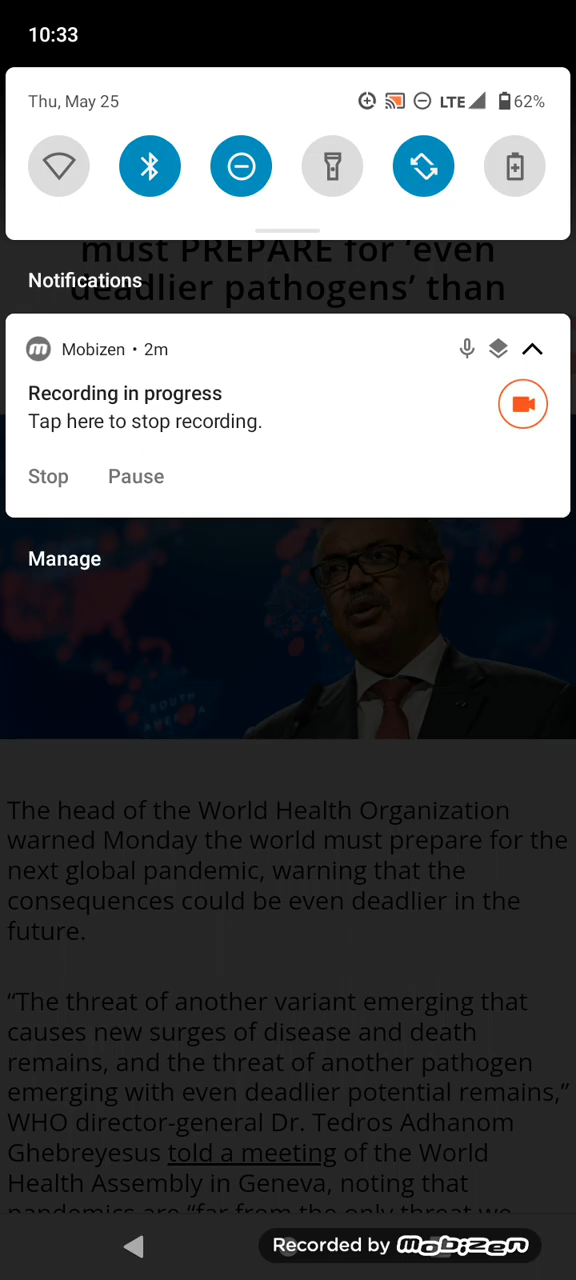 10:33
Thu, May 25
LTE
62%
must PREPARE for ‘even
Notifications
deadlier pathogens’ than
Mobizen • 2m
Recording in progress
Tap here to stop recording.
Stop Pause
Manage
SOUTH
AMERICA
The head of the World Health Organization
warned Monday the world must prepare for the
next global pandemic, warning that the
consequences could be even deadlier in the
future.
“The threat of another variant emerging that
causes new surges of disease and death
remains, and the threat of another pathogen
emerging with even deadlier potential remains,”
WHO director-general Dr. Tedros Adhanom
Ghebreyesus told a meeting of the World
Health Assembly in Geneva, noting that
pandemics are “far from the only threat we
Recorded by mobizen